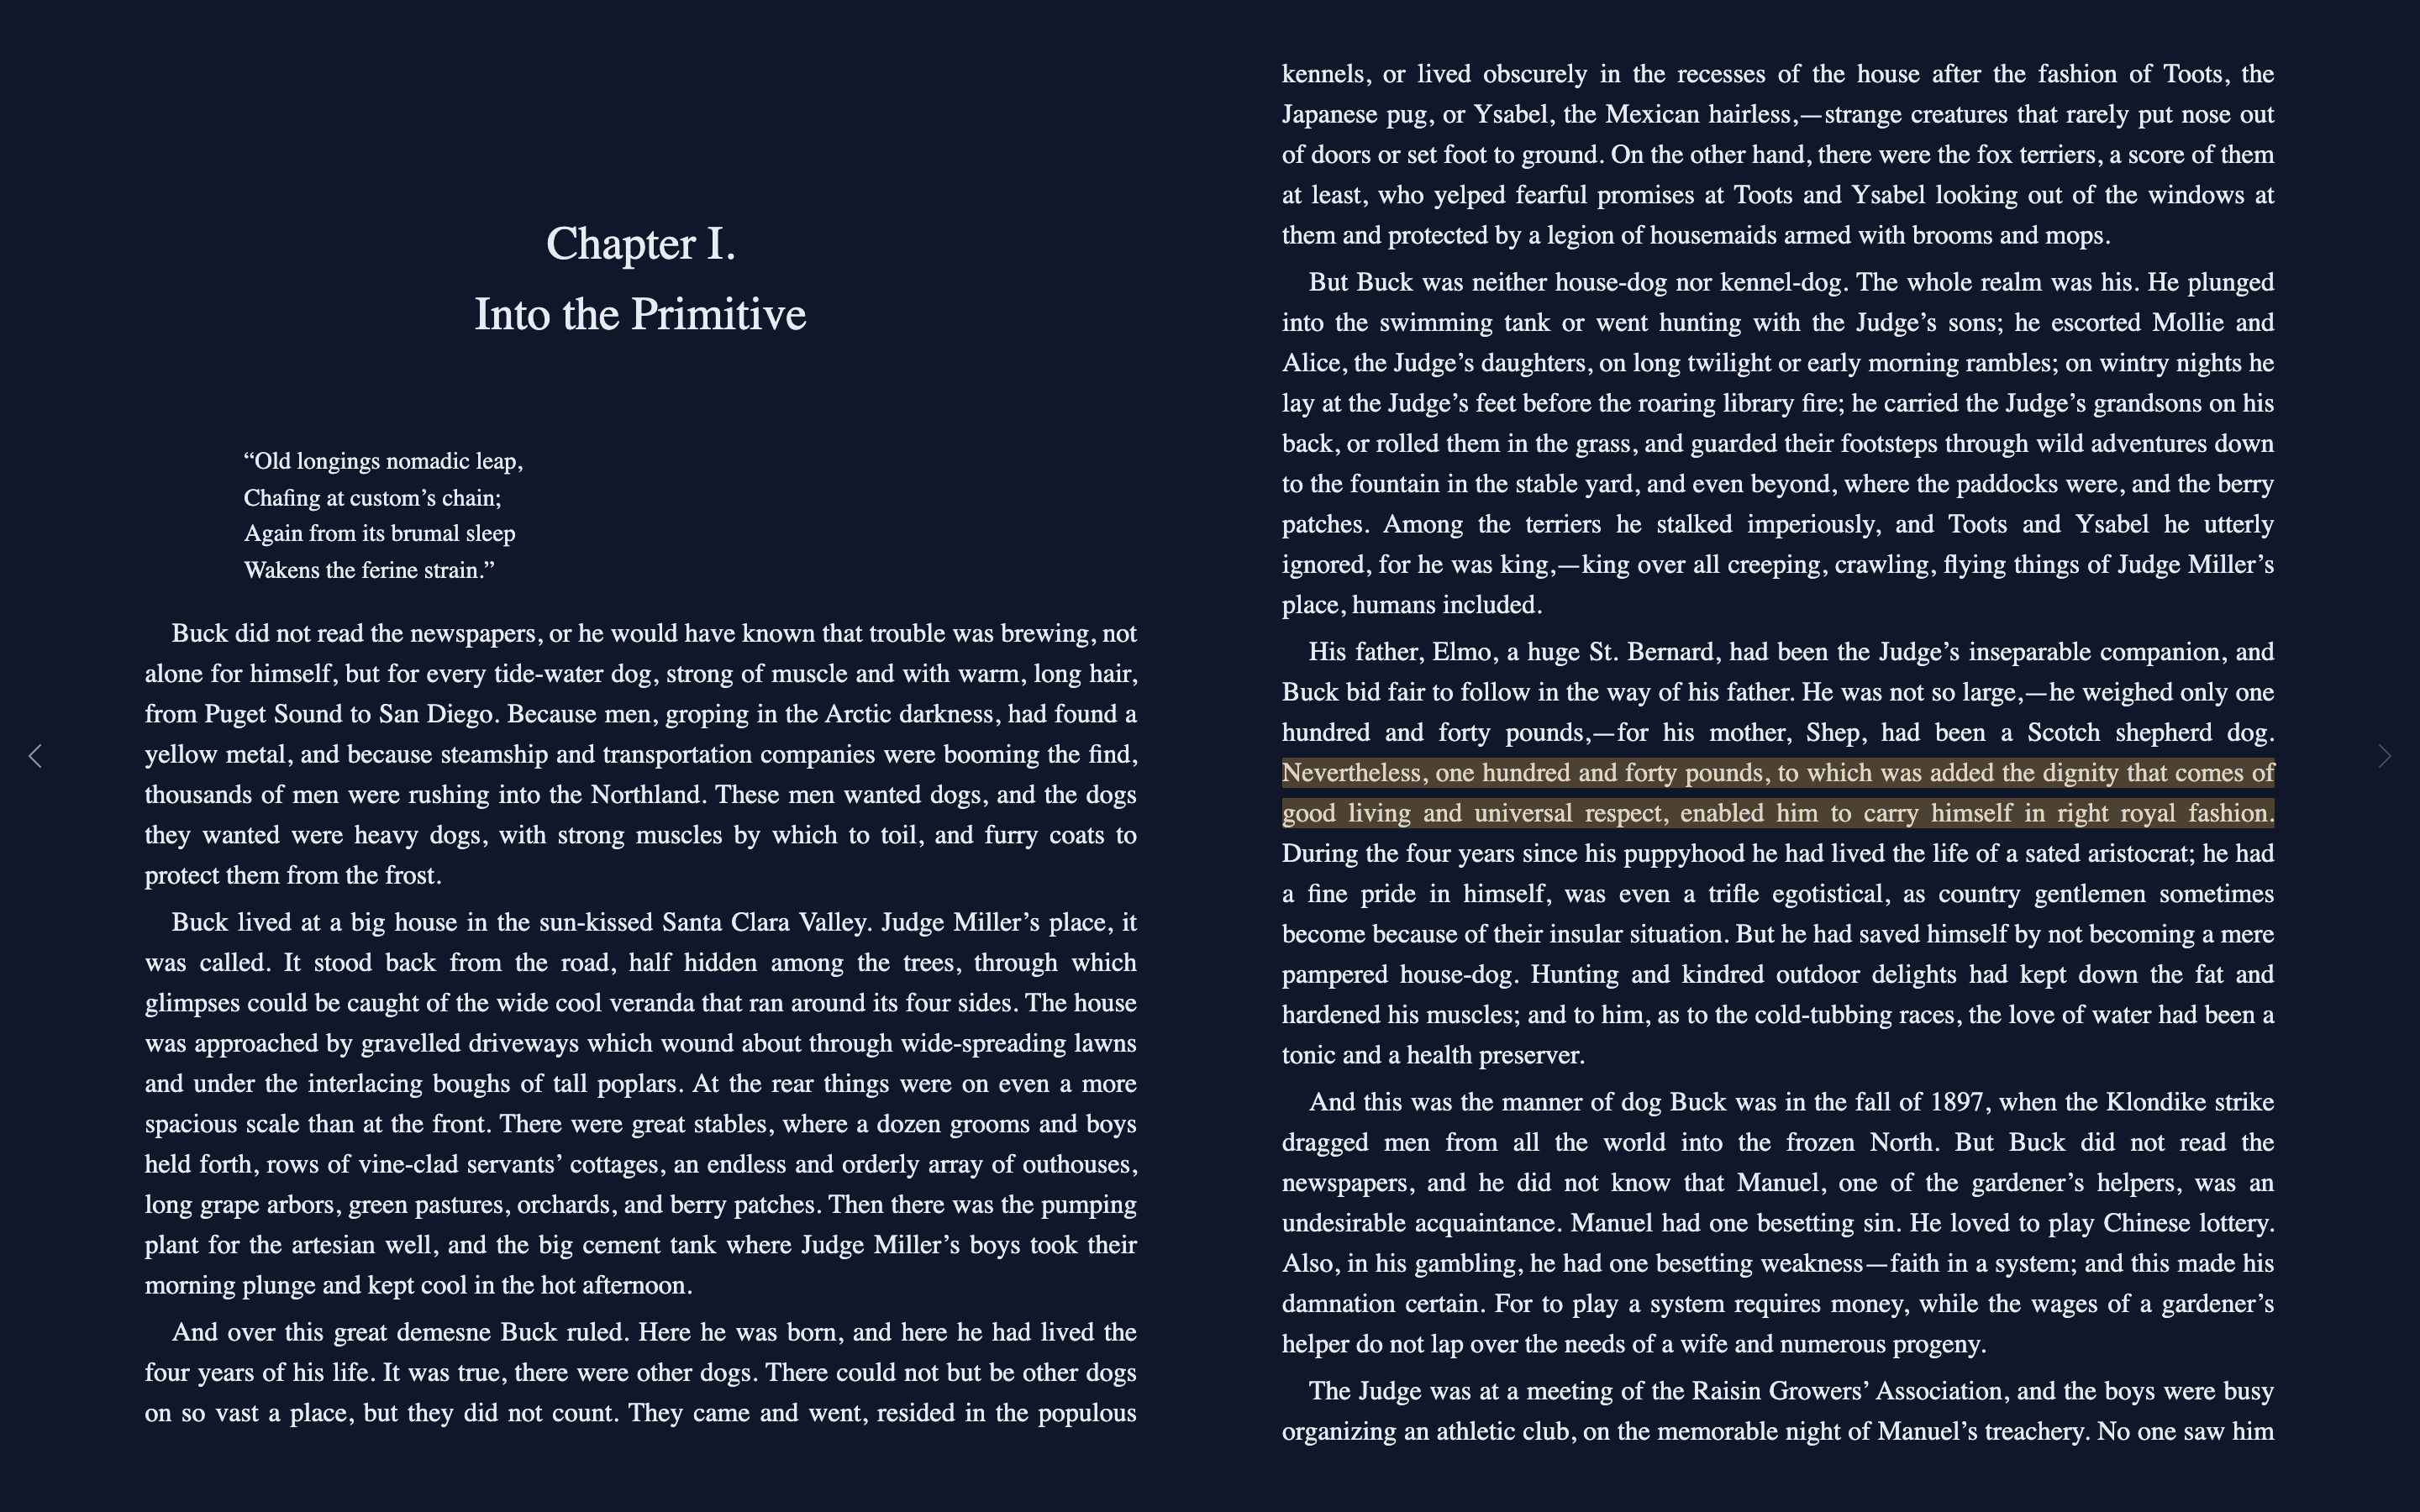 Chapter I.
Into the Primitive
“Old longings nomadic leap,
Chafing at custom’s chain;
Again from its brumal sleep
Wakens the ferine strain.”
Buck did not read the newspapers, or he would have known that trouble was brewing, not
alone for himself, but for every tide-water dog, strong of muscle and with warm, long hair,
from Puget Sound to San Diego. Because men, groping in the Arctic darkness, had found a
yellow metal, and because steamship and transportation companies were booming the find,
thousands of men were rushing into the Northland. These men wanted dogs, and the dogs
they wanted were heavy dogs, with strong muscles by which to toil, and furry coats to
protect them from the frost.
Buck lived at a big house in the sun-kissed Santa Clara Valley. Judge Miller’s place, it
was called. It stood back from the road, half hidden among the trees, through which
glimpses could be caught of the wide cool veranda that ran around its four sides. The house
was approached by gravelled driveways which wound about through wide-spreading lawns
and under the interlacing boughs of tall poplars. At the rear things were on even a more
spacious scale than at the front. There were great stables, where a dozen grooms and boys
held forth, rows of vine-clad servants’ cottages, an endless and orderly array of outhouses,
long grape arbors, green pastures, orchards, and berry patches. Then there was the pumping
plant for the artesian well, and the big cement tank where Judge Miller’s boys took their
morning plunge and kept cool in the hot afternoon.
And over this great demesne Buck ruled. Here he was born, and here he had lived the
four years of his life. It was true, there were other dogs. There could not but be other dogs
on so vast a place, but they did not count. They came and went, resided in the populous
kennels, or lived obscurely in the recesses of the house after the fashion of Toots, the
Japanese pug, or Ysabel, the Mexican hairless,—strange creatures that rarely put nose out
of doors or set foot to ground. On the other hand, there were the fox terriers, a score of them
at least, who yelped fearful promises at Toots and Ysabel looking out of the windows at
them and protected by a legion of housemaids armed with brooms and mops.
But Buck was neither house-dog nor kennel-dog. The whole realm was his. He plunged
into the swimming tank or went hunting with the Judge’s sons; he escorted Mollie and
Alice, the Judge’s daughters, on long twilight or early morning rambles; on wintry nights he
lay at the Judge’s feet before the roaring library fire; he carried the Judge’s grandsons on his
back, or rolled them in the grass, and guarded their footsteps through wild adventures down
to the fountain in the stable yard, and even beyond, where the paddocks were, and the berry
patches. Among the terriers he stalked imperiously, and Toots and Ysabel he utterly
ignored, for he was king,—king over all creeping, crawling, flying things of Judge Miller’s
place, humans included.
His father, Elmo, a huge St. Bernard, had been the Judge’s inseparable companion, and
Buck bid fair to follow in the way of his father. He was not so large,—he weighed only one
hundred and forty pounds,—for his mother, Shep, had been a Scotch shepherd dog.
Nevertheless, one hundred and forty pounds, to which was added the dignity that comes of
good living and universal respect, enabled him to carry himself in right royal fashion.
During the four years since his puppyhood he had lived the life of a sated aristocrat; he had
a fine pride in himself, was even a trifle egotistical, as country gentlemen sometimes
become because of their insular situation. But he had saved himself by not becoming a mere
pampered house-dog. Hunting and kindred outdoor delights had kept down the fat and
hardened his muscles; and to him, as to the cold-tubbing races, the love of water had been a
tonic and a health preserver.
And this was the manner of dog Buck was in the fall of 1897, when the Klondike strike
dragged men from all the world into the frozen North. But Buck did not read the
newspapers, and he did not know that Manuel, one of the gardener’s helpers, was an
undesirable acquaintance. Manuel had one besetting sin. He loved to play Chinese lottery.
Also, in his gambling, he had one besetting weakness—faith in a system; and this made his
damnation certain. For to play a system requires money, while the wages of a gardener’s
helper do not lap over the needs of a wife and numerous progeny.
The Judge was at a meeting of the Raisin Growers’ Association, and the boys were busy
organizing an athletic club, on the memorable night of Manuel’s treachery. No one saw him